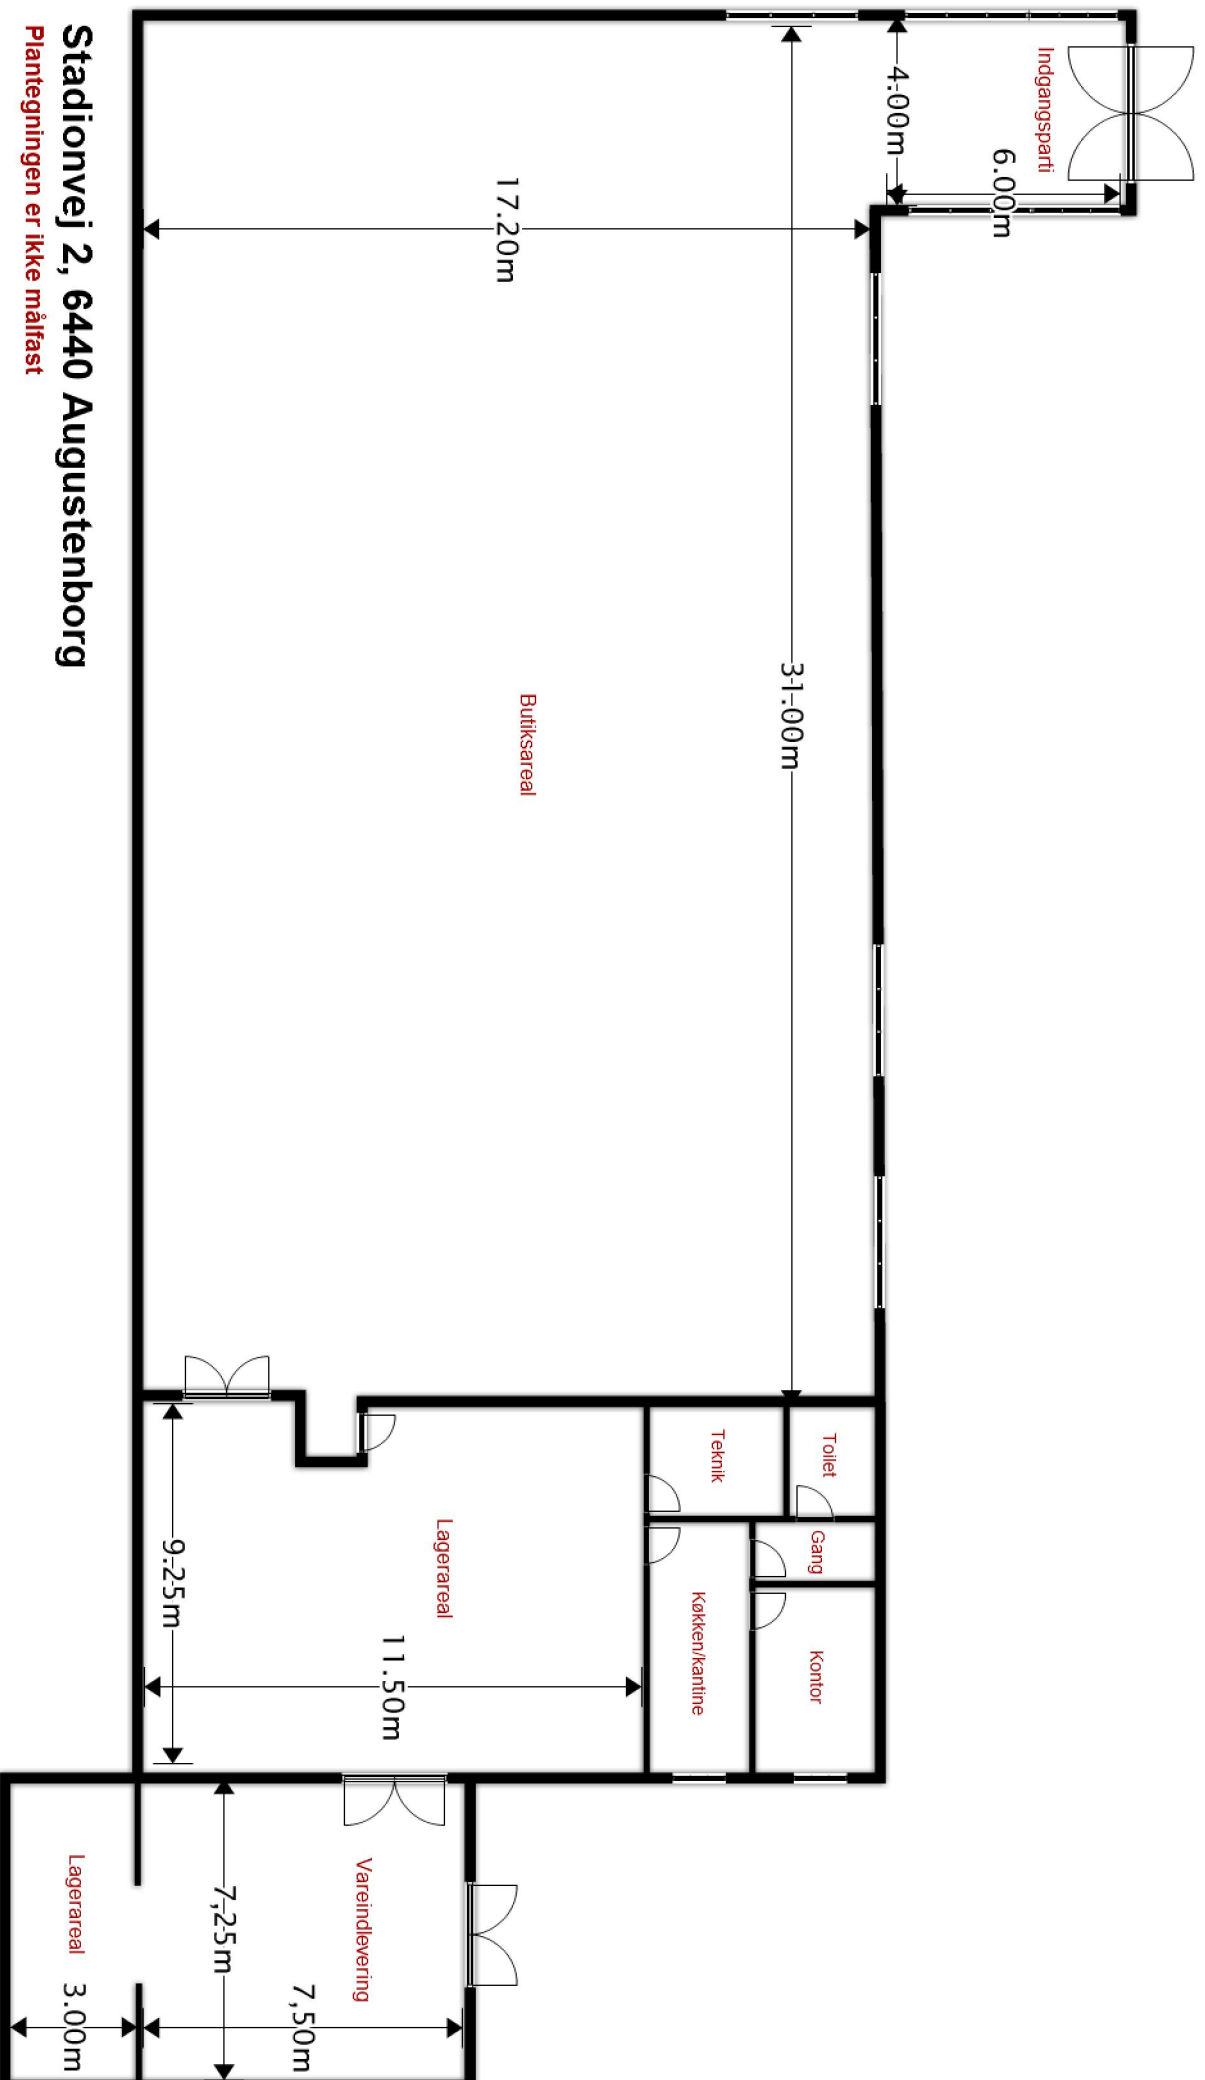 Indgangsparti
4.00m
6.00m
17.20m
31.00m
Butiksareal
Toilet
Teknik
Gang
Kontor
Køkken/kantine
Lagerareal
9.25m
11.50m
Vareindlevering
7,25m
7,50m
Lagerareal
3.00m
Stadionvej 2, 6440 Augustenborg
Plantegningen er ikke målfast